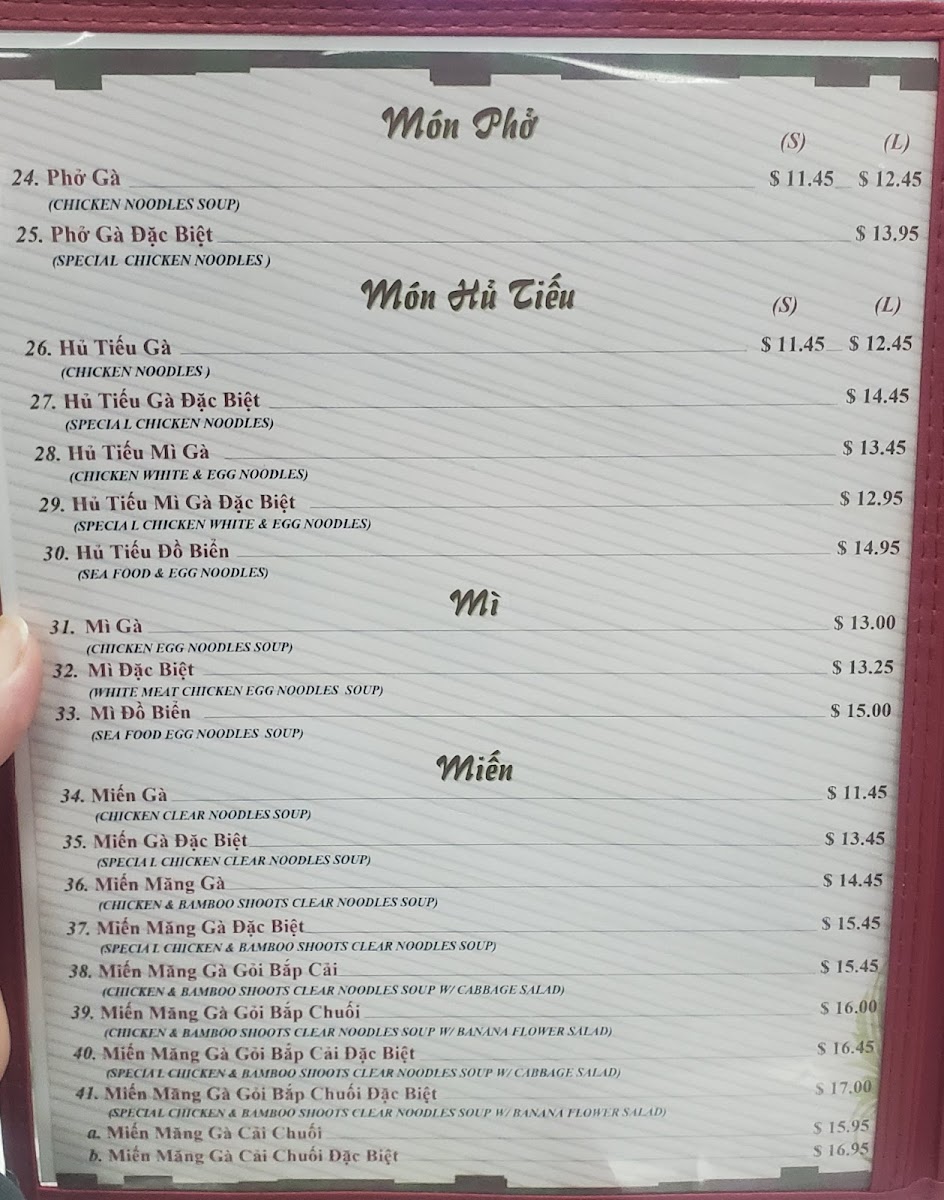 Món Phở
(S) (L)
24. Phở Gà $ 11.45 $ 12.45
(CHICKEN NOODLES SOUP)
25. Phở Gà Đặc Biệt $ 13.95
(SPECIAL CHICKEN NOODLES )
Món Hủ Tiếu
(S) (L)
26. Hủ Tiếu Gà $ 11.45 $ 12.45
(CHICKEN NOODLES )
27. Hủ Tiếu Gà Đặc Biệt $ 14.45
(SPECIAL CHICKEN NOODLES)
28. Hủ Tiếu Mì Gà $ 13.45
(CHICKEN WHITE & EGG NOODLES)
29. Hủ Tiếu Mì Gà Đặc Biệt $ 12.95
(SPECIAL CHICKEN WHITE & EGG NOODLES)
30. Hủ Tiếu Đồ Biển $ 14.95
(SEA FOOD & EGG NOODLES)
Mì
31. Mì Gà $ 13.00
(CHICKEN EGG NOODLES SOUP)
32. Mì Đặc Biệt $ 13.25
(WHITE MEAT CHICKEN EGG NOODLES SOUP)
33. Mì Đồ Biển $ 15.00
(SEA FOOD EGG NOODLES SOUP)
Miến
34. Miến Gà $ 11.45
(CHICKEN CLEAR NOODLES SOUP)
35. Miến Gà Đặc Biệt $ 13.45
(SPECIAL CHICKEN CLEAR NOODLES SOUP)
36. Miến Măng Gà $ 14.45
(CHICKEN & BAMBOO SHOOTS CLEAR NOODLES SOUP)
37. Miến Măng Gà Đặc Biệt $ 15.45
(SPECIAL CHICKEN & BAMBOO SHOOTS CLEAR NOODLES SOUP)
38. Miến Măng Gà Gỏi Bắp Cải $ 15.45
(CHICKEN & BAMBOO SHOOTS CLEAR NOODLES SOUP W/ CABBAGE SALAD)
39. Miến Măng Gà Gỏi Bắp Chuối $ 16.00
(CHICKEN & BAMBOO SHOOTS CLEAR NOODLES SOUP W/ BANANA FLOWER SALAD)
40. Miến Măng Gà Gỏi Bắp Cải Đặc Biệt $ 16.45
(SPECIAL CHICKEN & BAMBOO SHOOTS CLEAR NOODLES SOUP W/ CABBAGE SALAD)
41. Miến Măng Gà Gỏi Bắp Chuối Đặc Biệt $ 17.00
(SPECIAL CHICKEN & BAMBOO SHOOTS CLEAR NOODLES SOUP W/ BANANA FLOWER SALAD)
a. Miến Măng Gà Cải Chuối $ 15.95
b. Miến Măng Gà Cải Chuối Đặc Biệt $ 16.95